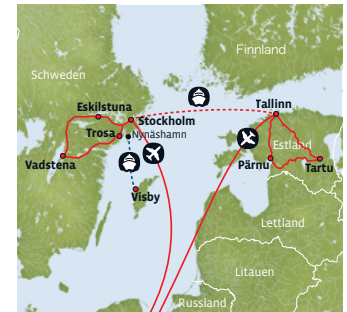 Finnland
Schweden
Eskilstuna
Tallinn
Stockholm
Trosa
Nynäshamn
Estland
Vadstena
Pärnu
Tartu
Visby
Lettland
Litauen
Russland